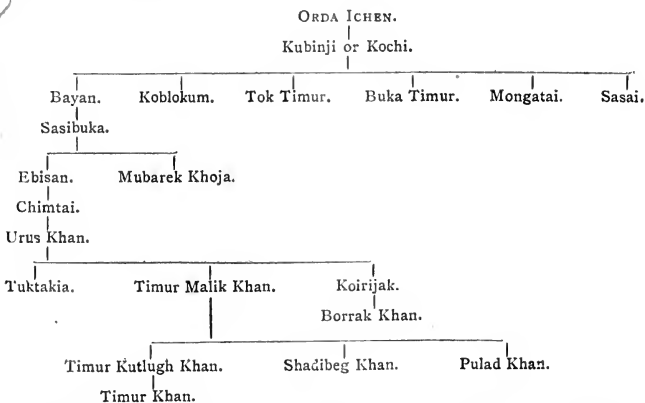 ORDA ICHEN.
Kubinji or Kochi.
Bayan. Koblokum. Tok Timur. Buka Timur. Mongatai. Sasai.
Sasibuka.
Ebisan. Mubarek Khoja.
Chimtai.
Urus Khan.
Tuktakia. Timur Malik Khan. Koirijak.
Borrak Khan.
Timur Kutlugh Khan. Shadibeg Khan. Pulad Khan.
Timur Khan.